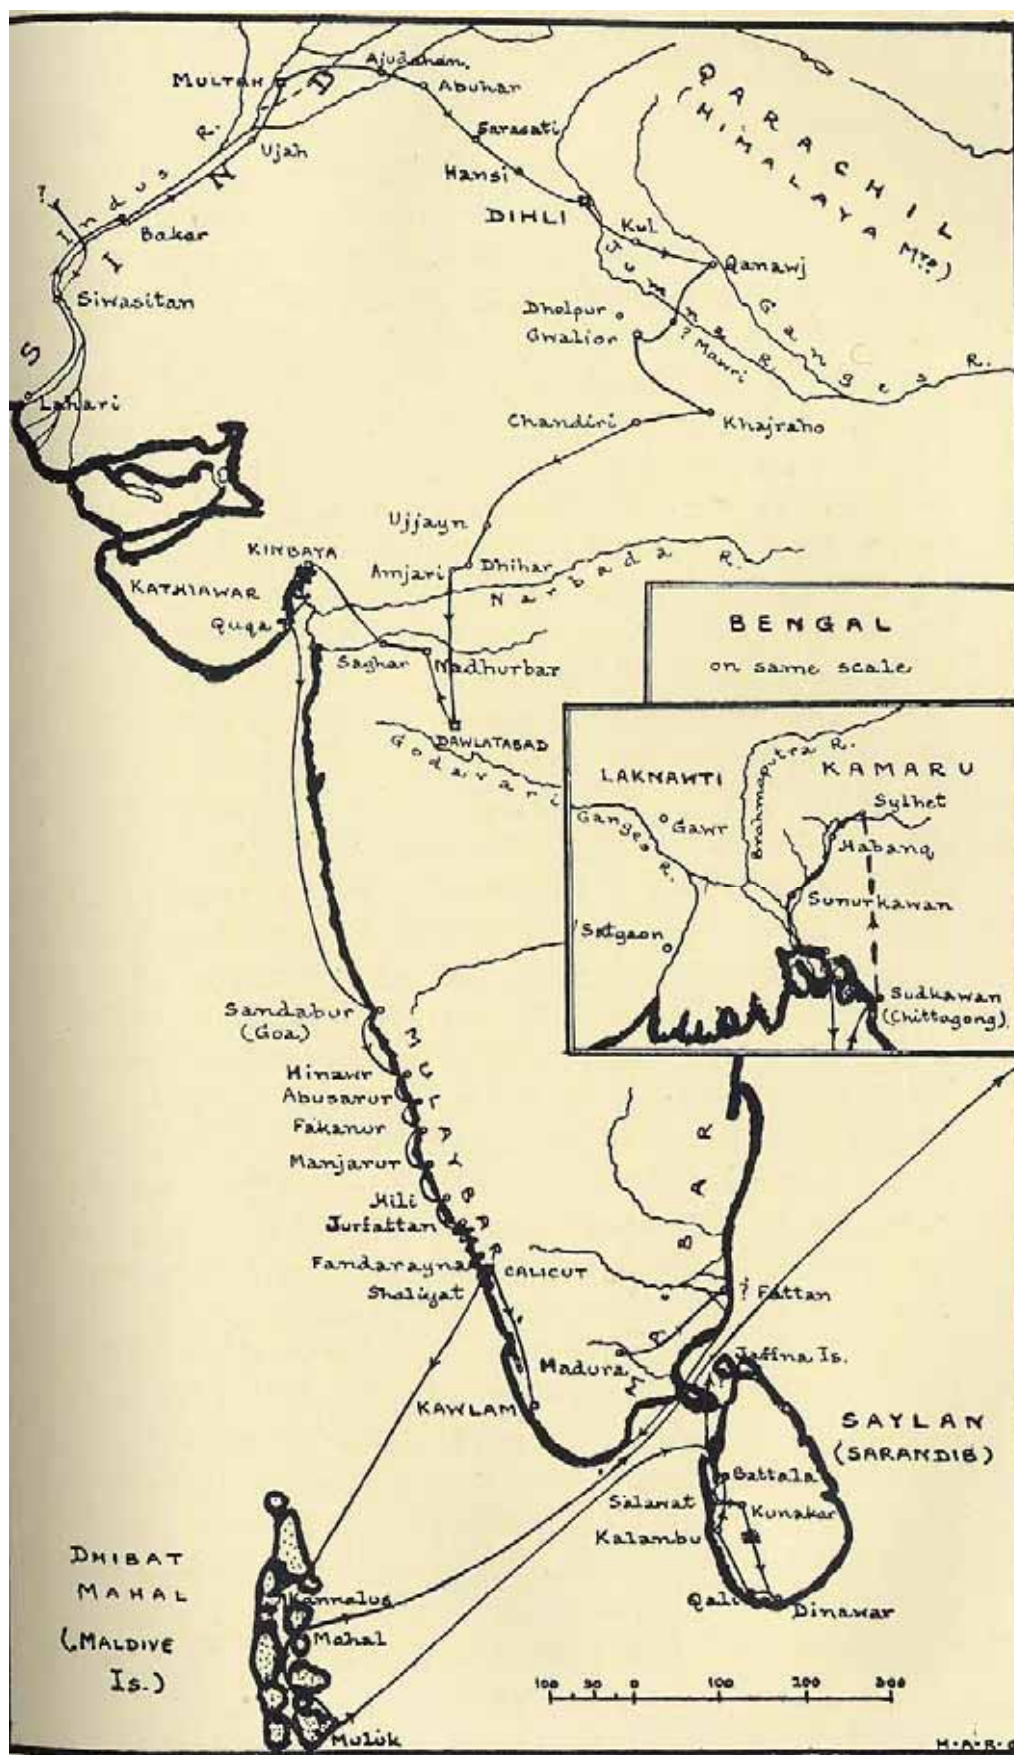 Ajudahan.
MULTAN
Abuhar
Sarasati
Ujah
Hansi
QARACHIL
(HIMALAYA Mts.)
DIHLI
Indus R.
SIND
?
Bakar
Kul
Qanawj
Siwasitan
Dholpur
Gwalior
? Mawri
Jumna R.
Ganges R.
Lahari
Chandiri
Khajraho
Ujjayn
KINBAYA
Amjari
Dhihar
Narbada R.
KATHIAWAR
Quqa
Saghar
Nadhurbar
DAWLATABAD
Godavari
BENGAL
on same scale
LAKNAWTI
Brahmaputra R.
KAMARU
Sylhet
Ganges R.
Gawr
Habanq
Sunurkawan
Satgaon
Sudkawan
(Chittagong)
Sandabur
(Goa)
Hinawr
Abusarur
Fakanur
Manjarur
Hili
Jurfattan
Fandarayna
CALICUT
Shaliyat
MULAIBAR
MABAR
? Fattan
Madura
Jaffna Is.
KAWLAM
SAYLAN
(SARANDIB)
Battala
Salawat
Kunakar
Kalambu
Qali
Dinawar
DHIBAT
MAHAL
(MALDIVE
Is.)
Kannalus
Mahal
Muluk
100 50 0 100 200 300